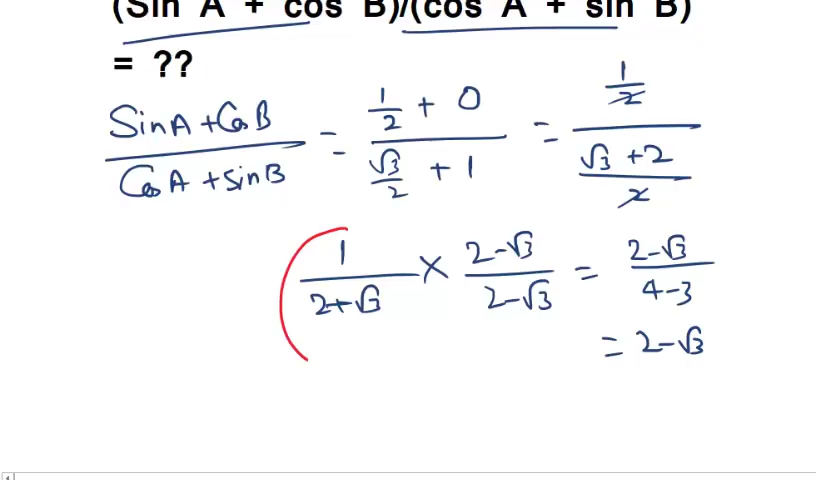 (Sin A + cos B)/(cos A + sin B)
= ??
(SinA + CosB)/(CosA + sinB) = (1/2 + 0)/(√3/2 + 1) = (1/2)/((√3 + 2)/2)
1/(2+√3) × (2-√3)/(2-√3) = (2-√3)/(4-3)
= 2-√3